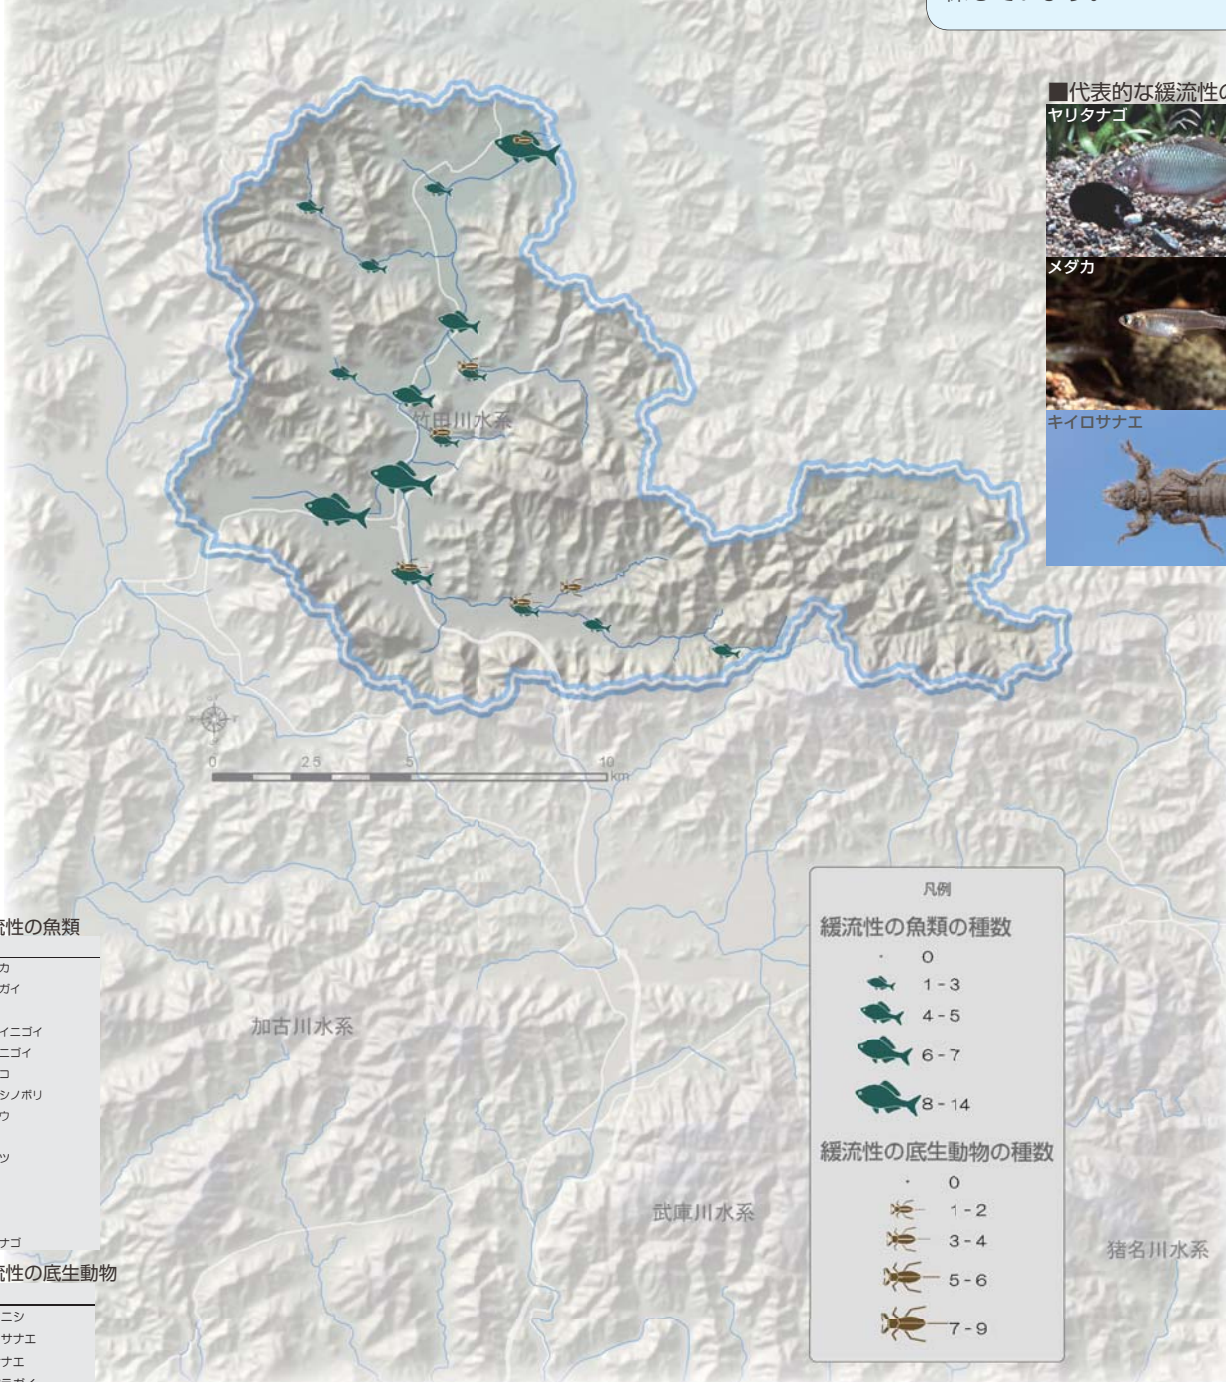 ■代表的な緩流性の
ヤリタナゴ
メダカ
キイロサナエ
竹田川水系
0 2.5 5 10
km
加古川水系
武庫川水系
猪名川水系
流性の魚類
カ
ガイ
イニゴイ
ニゴイ
コ
シノボリ
ウ
ツ
ナゴ
流性の底生動物
ニシ
サナエ
ナエ
凡例
緩流性の魚類の種数
0
1-3
4-5
6-7
8-14
緩流性の底生動物の種数
0
1-2
3-4
5-6
7-9